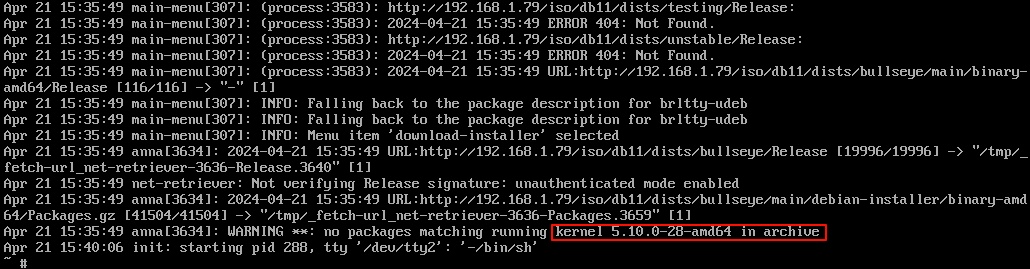 Apr 21 15:35:49 main-menu[307]: (process:3583): http://192.168.1.79/iso/db11/dists/testing/Release:
Apr 21 15:35:49 main-menu[307]: (process:3583): 2024-04-21 15:35:49 ERROR 404: Not Found.
Apr 21 15:35:49 main-menu[307]: (process:3583): http://192.168.1.79/iso/db11/dists/unstable/Release:
Apr 21 15:35:49 main-menu[307]: (process:3583): 2024-04-21 15:35:49 ERROR 404: Not Found.
Apr 21 15:35:49 main-menu[307]: (process:3583): 2024-04-21 15:35:49 URL:http://192.168.1.79/iso/db11/dists/bullseye/main/binary-
amd64/Release [116/116] -> "-" [1]
Apr 21 15:35:49 main-menu[307]: INFO: Falling back to the package description for brltty-udeb
Apr 21 15:35:49 main-menu[307]: INFO: Falling back to the package description for brltty-udeb
Apr 21 15:35:49 main-menu[307]: INFO: Menu item 'download-installer' selected
Apr 21 15:35:49 anna[3634]: 2024-04-21 15:35:49 URL:http://192.168.1.79/iso/db11/dists/bullseye/Release [19996/19996] -> "/tmp/_
fetch-url_net-retriever-3636-Release.3640" [1]
Apr 21 15:35:49 net-retriever: Not verifying Release signature: unauthenticated mode enabled
Apr 21 15:35:49 anna[3634]: 2024-04-21 15:35:49 URL:http://192.168.1.79/iso/db11/dists/bullseye/main/debian-installer/binary-amd
64/Packages.gz [41504/41504] -> "/tmp/_fetch-url_net-retriever-3636-Packages.3659" [1]
Apr 21 15:35:49 anna[3634]: WARNING **: no packages matching running kernel 5.10.0-28-amd64 in archive
Apr 21 15:40:06 init: starting pid 288, tty '/dev/tty2': '-/bin/sh'
~ #